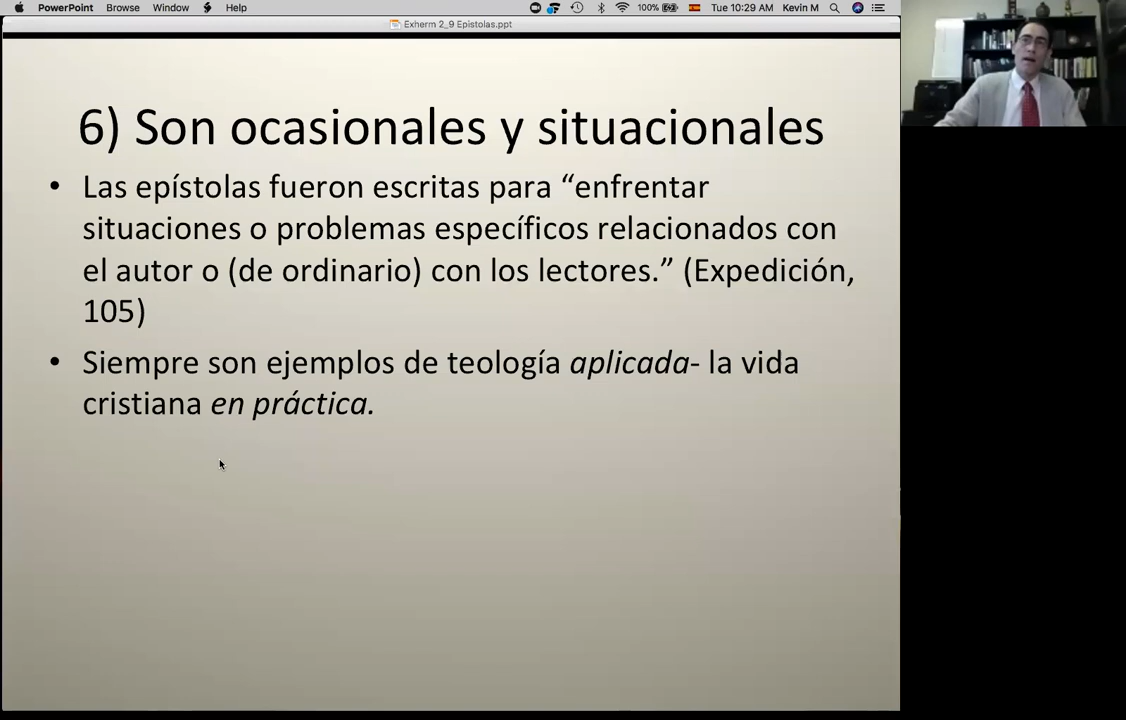 PowerPoint Browse Window Help 100% Tue 10:29 AM Kevin M
Exherm 2_9 Epistolas.ppt
6) Son ocasionales y situacionales
• Las epístolas fueron escritas para “enfrentar
situaciones o problemas específicos relacionados con
el autor o (de ordinario) con los lectores.” (Expedición,
105)
• Siempre son ejemplos de teología aplicada- la vida
cristiana en práctica.